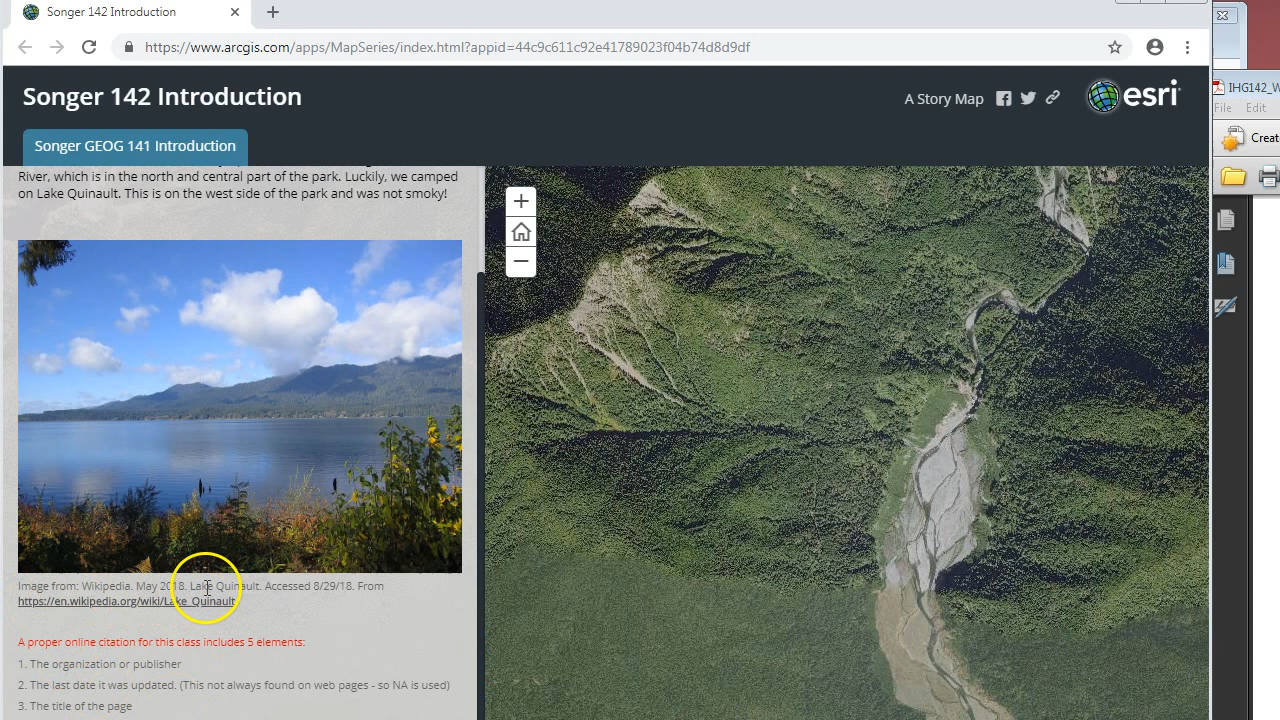 Songer 142 Introduction
https://www.arcgis.com/apps/MapSeries/index.html?appid=44c9c611c92e41789023f04b74d8d9df
Songer 142 Introduction
A Story Map
esri
Songer GEOG 141 Introduction
River, which is in the north and central part of the park. Luckily, we camped
on Lake Quinault. This is on the west side of the park and was not smoky!
Image from: Wikipedia. May 2018. Lake Quinault. Accessed 8/29/18. From
https://en.wikipedia.org/wiki/Lake_Quinault
A proper online citation for this class includes 5 elements:
1. The organization or publisher
2. The last date it was updated. (This not always found on web pages - so NA is used)
3. The title of the page
IHG142_W
File Edit
Creat